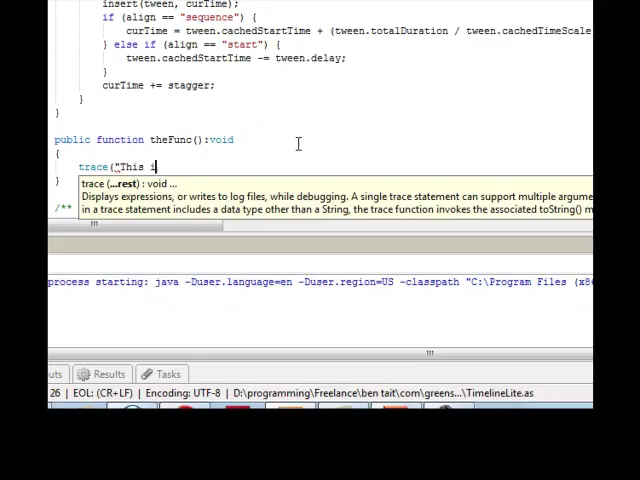 insert(tween, curTime);
if (align == "sequence") {
curTime = tween.cachedStartTime + (tween.totalDuration / tween.cachedTimeScale
} else if (align == "start") {
tween.cachedStartTime -= tween.delay;
}
curTime += stagger;
}
}
public function theFunc():void
{
trace("This i
}
trace (...rest) : void ...
Displays expressions, or writes to log files, while debugging. A single trace statement can support multiple argume
in a trace statement includes a data type other than a String, the trace function invokes the associated toString() m
/**
process starting: java -Duser.language=en -Duser.region=US -classpath "C:\Program Files (x86
uts Results Tasks
26 | EOL: (CR+LF) | Encoding: UTF-8 | D:\programming\Freelance\ben tait\com\greens...\TimelineLite.as